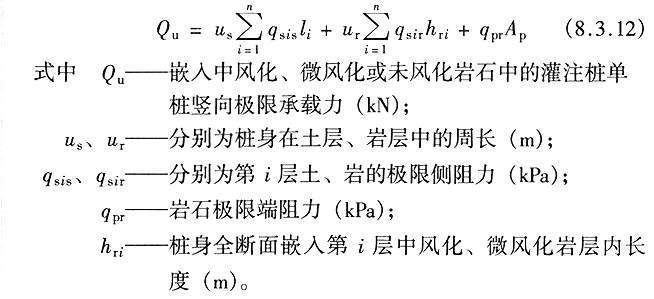 Q_u = u_s \sum_{i=1}^{n} q_{sis} l_i + u_r \sum_{i=1}^{n} q_{sir} h_{ri} + q_{pr} A_p (8.3.12)
式中 Q_u——嵌入中风化、微风化或未风化岩石中的灌注桩单
桩竖向极限承载力（kN）；
u_s、u_r——分别为桩身在土层、岩层中的周长（m）；
q_{sis}、q_{sir}——分别为第 i 层土、岩的极限侧阻力（kPa）；
q_{pr}——岩石极限端阻力（kPa）；
h_{ri}——桩身全断面嵌入第 i 层中风化、微风化岩层内长
度（m）。